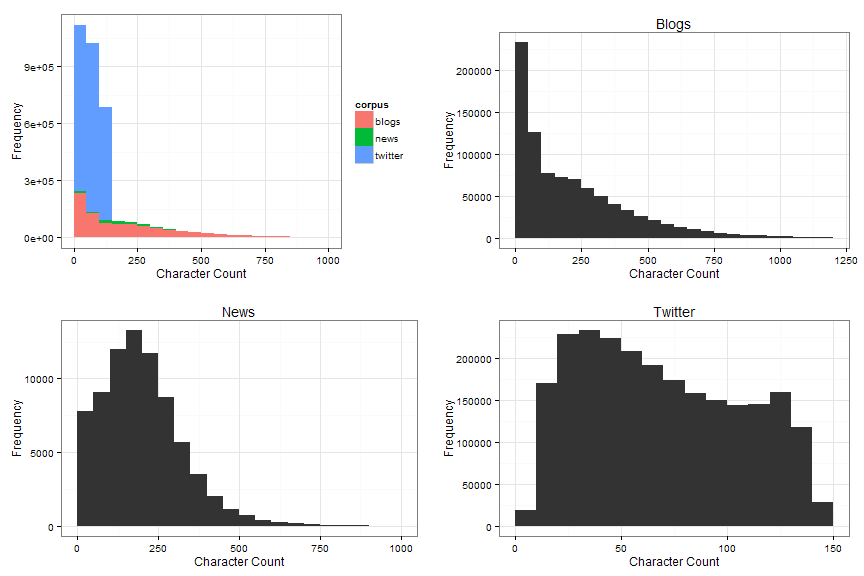 Frequency
9e+05
6e+05
3e+05
0e+00
0 250 500 750 1000
Character Count
corpus
blogs
news
twitter
Blogs
Frequency
200000
150000
100000
50000
0
0 250 500 750 1000 1250
Character Count
News
Frequency
10000
5000
0
0 250 500 750 1000
Character Count
Twitter
Frequency
200000
150000
100000
50000
0
0 50 100 150
Character Count